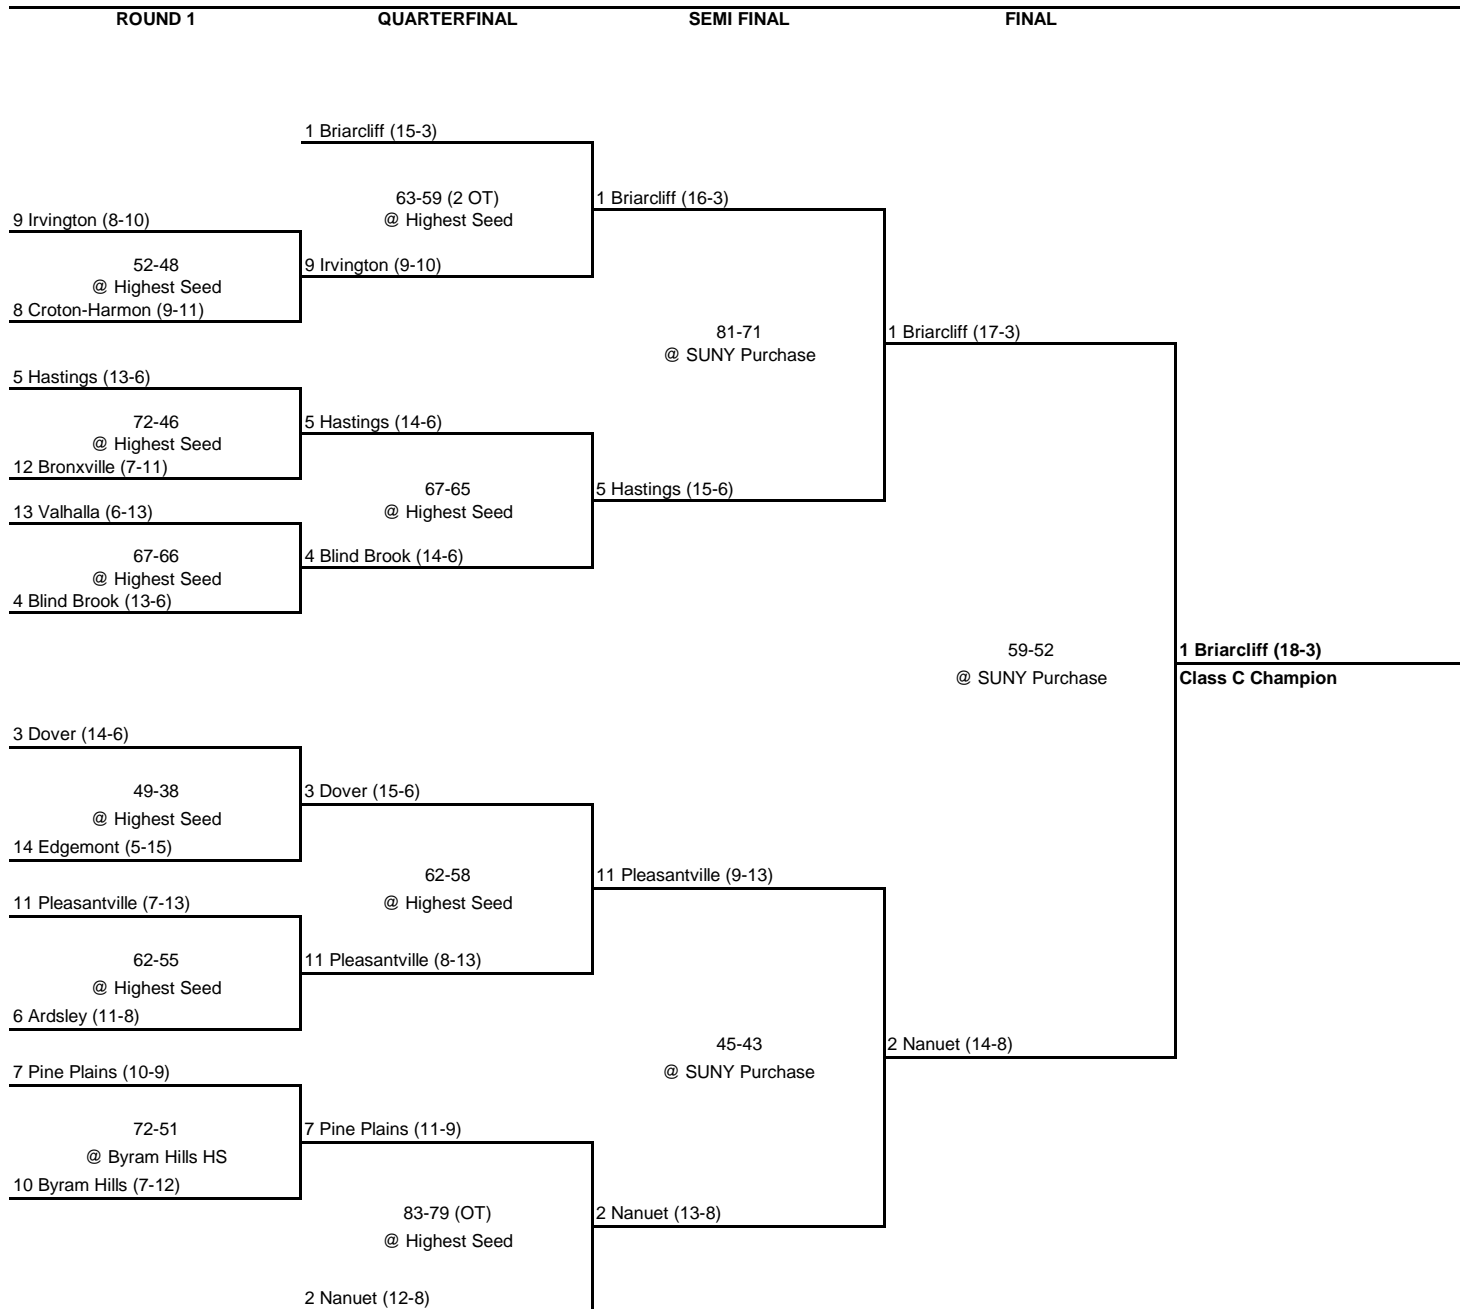 ROUND 1 QUARTERFINAL SEMI FINAL FINAL
1 Briarcliff (15-3)
63-59 (2 OT)
@ Highest Seed
1 Briarcliff (16-3)
9 Irvington (8-10)
52-48
@ Highest Seed
9 Irvington (9-10)
8 Croton-Harmon (9-11)
81-71
@ SUNY Purchase
1 Briarcliff (17-3)
5 Hastings (13-6)
72-46
@ Highest Seed
5 Hastings (14-6)
12 Bronxville (7-11)
67-65
@ Highest Seed
5 Hastings (15-6)
13 Valhalla (6-13)
67-66
@ Highest Seed
4 Blind Brook (14-6)
4 Blind Brook (13-6)
59-52
@ SUNY Purchase
1 Briarcliff (18-3)
Class C Champion
3 Dover (14-6)
49-38
@ Highest Seed
3 Dover (15-6)
14 Edgemont (5-15)
62-58
@ Highest Seed
11 Pleasantville (9-13)
11 Pleasantville (7-13)
62-55
@ Highest Seed
11 Pleasantville (8-13)
6 Ardsley (11-8)
45-43
@ SUNY Purchase
2 Nanuet (14-8)
7 Pine Plains (10-9)
72-51
@ Byram Hills HS
7 Pine Plains (11-9)
10 Byram Hills (7-12)
83-79 (OT)
@ Highest Seed
2 Nanuet (13-8)
2 Nanuet (12-8)